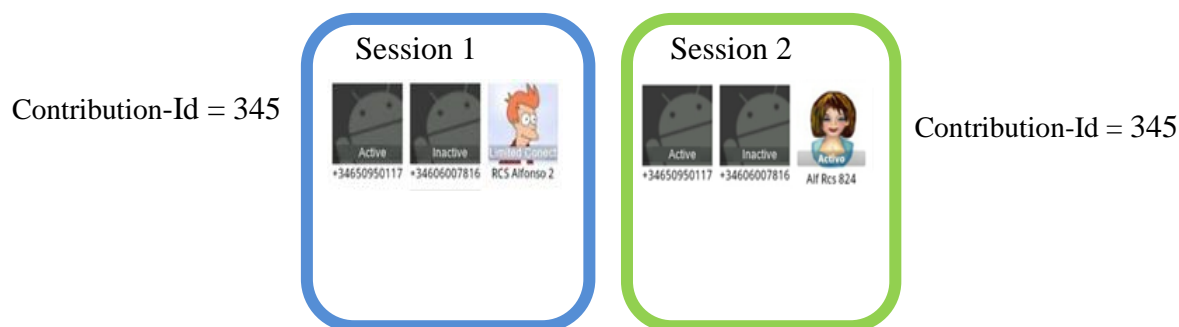 Session 1
Session 2
Contribution-Id = 345
Contribution-Id = 345
Active
Inactive
Limited Conect
Active
Inactive
Activo
+34650950117
+34606007816
RCS Alfonso 2
+34650950117
+34606007816
Alf Rcs 824